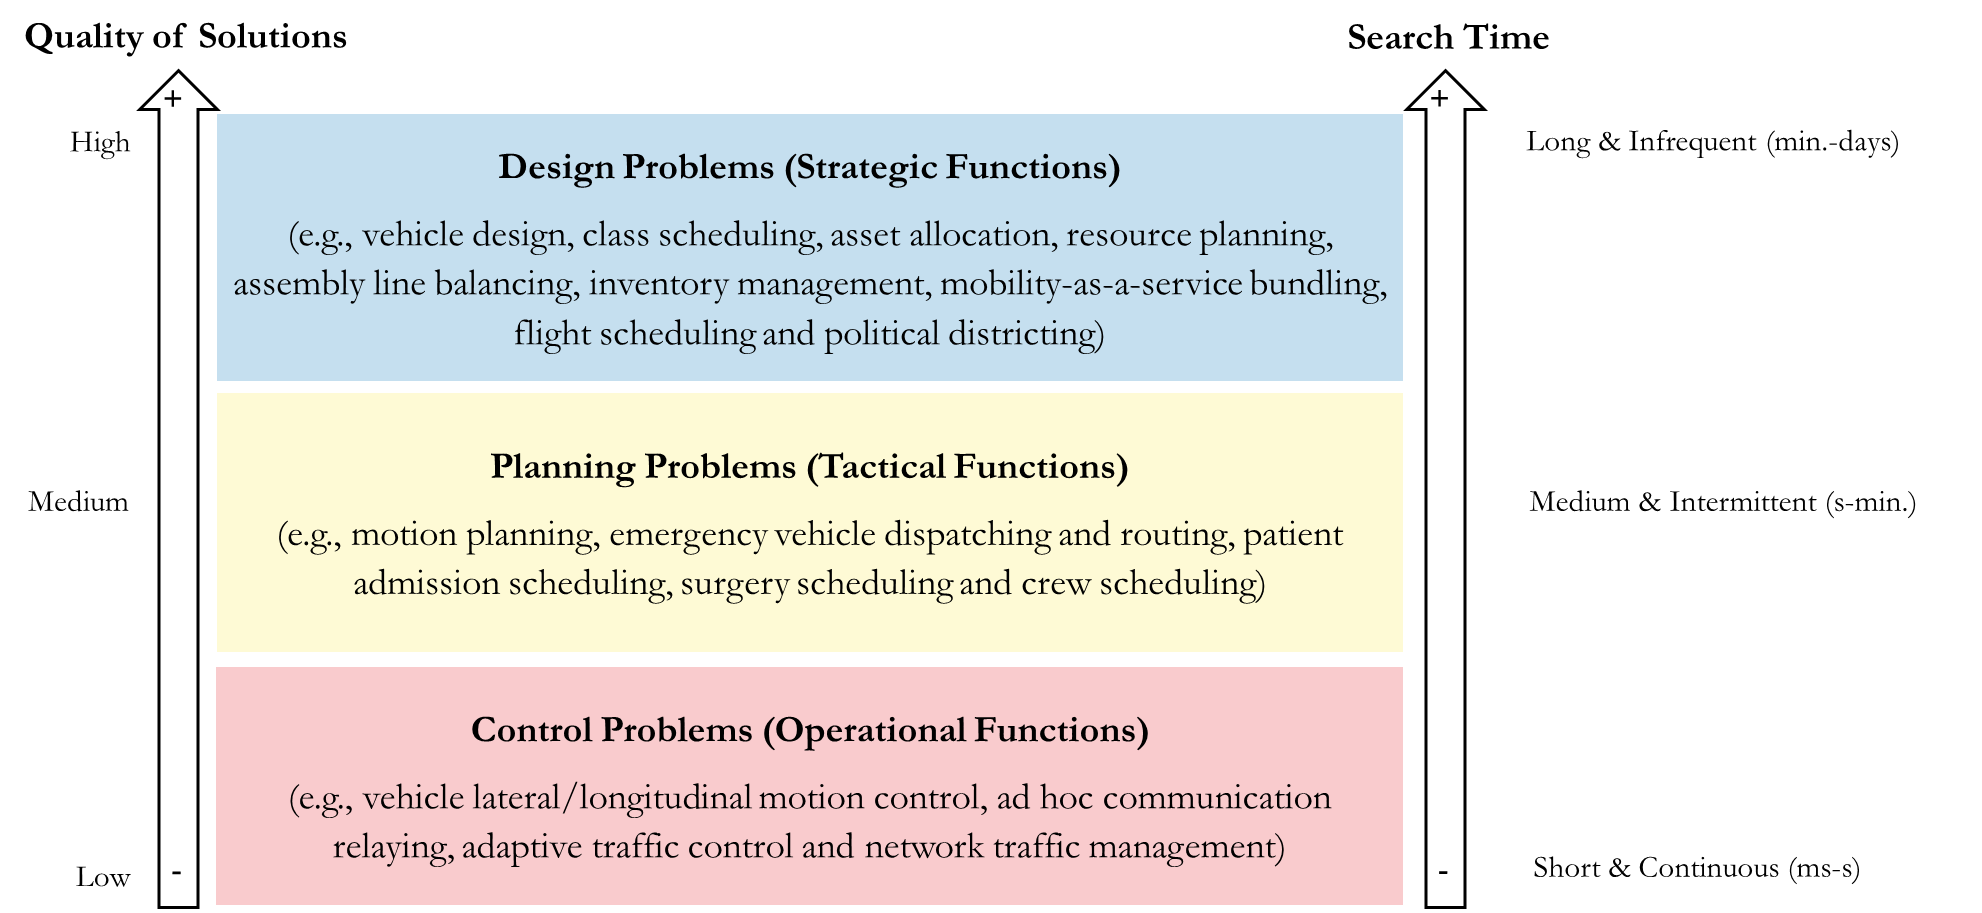 Quality of Solutions
Search Time
+
+
High
Long & Infrequent (min.-days)
Design Problems (Strategic Functions)
(e.g., vehicle design, class scheduling, asset allocation, resource planning,
assembly line balancing, inventory management, mobility-as-a-service bundling,
flight scheduling and political districting)
Planning Problems (Tactical Functions)
Medium
Medium & Intermittent (s-min.)
(e.g., motion planning, emergency vehicle dispatching and routing, patient
admission scheduling, surgery scheduling and crew scheduling)
Control Problems (Operational Functions)
(e.g., vehicle lateral/longitudinal motion control, ad hoc communication
relaying, adaptive traffic control and network traffic management)
Low
-
-
Short & Continuous (ms-s)